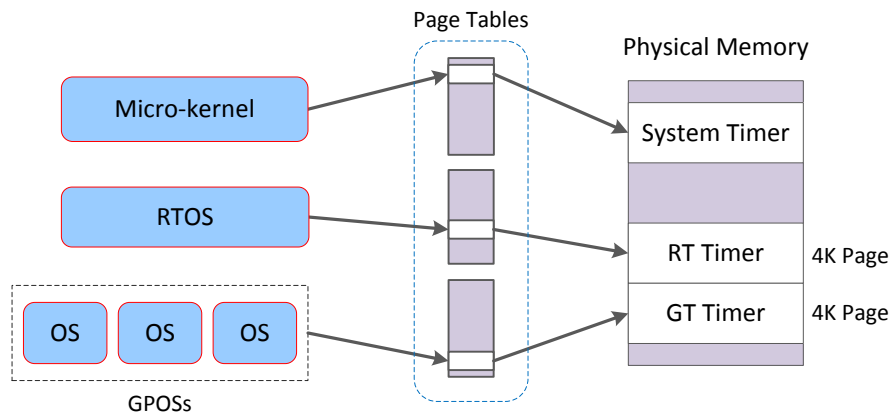 Page Tables
Physical Memory
Micro-kernel
System Timer
RTOS
RT Timer
4K Page
OS
OS
OS
GT Timer
4K Page
GPOSs